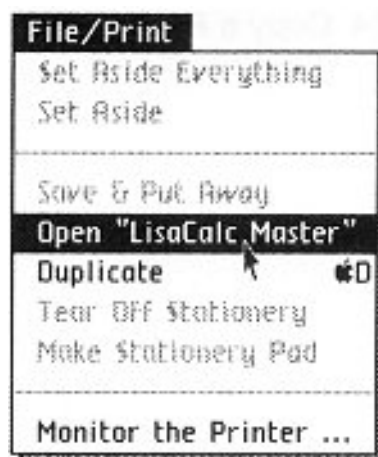 File/Print
Set Aside Everything
Set Aside
Save & Put Away
Open "LisaCalc Master"
Duplicate D
Tear Off Stationery
Make Stationery Pad
Monitor the Printer ...